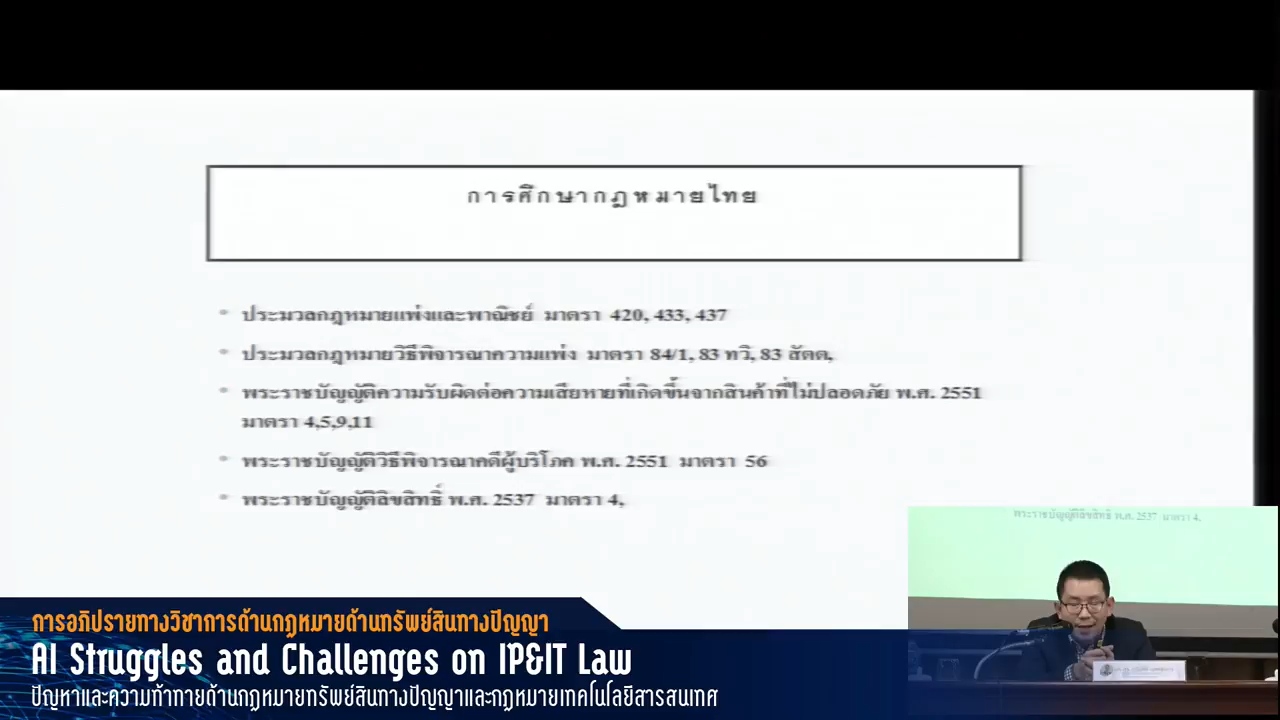 การศึกษากฎหมายไทย
• ประมวลกฎหมายแพ่งและพาณิชย์ มาตรา 420, 433, 437
• ประมวลกฎหมายวิธีพิจารณาความแพ่ง มาตรา 84/1, 83 ทวิ, 83 สัตต,
• พระราชบัญญัติความรับผิดต่อความเสียหายที่เกิดขึ้นจากสินค้าที่ไม่ปลอดภัย พ.ศ. 2551
มาตรา 4,5,9,11
• พระราชบัญญัติวิธีพิจารณาคดีผู้บริโภค พ.ศ. 2551 มาตรา 56
• พระราชบัญญัติลิขสิทธิ์ พ.ศ. 2537 มาตรา 4,
พระราชบัญญัติลิขสิทธิ์ พ.ศ. 2537 มาตรา 4,
การอภิปรายทางวิชาการด้านกฎหมายด้านทรัพย์สินทางปัญญา
AI Struggles and Challenges on IP&IT Law
ปัญหาและความท้าทายด้านกฎหมายทรัพย์สินทางปัญญาและกฎหมายเทคโนโลยีสารสนเทศ